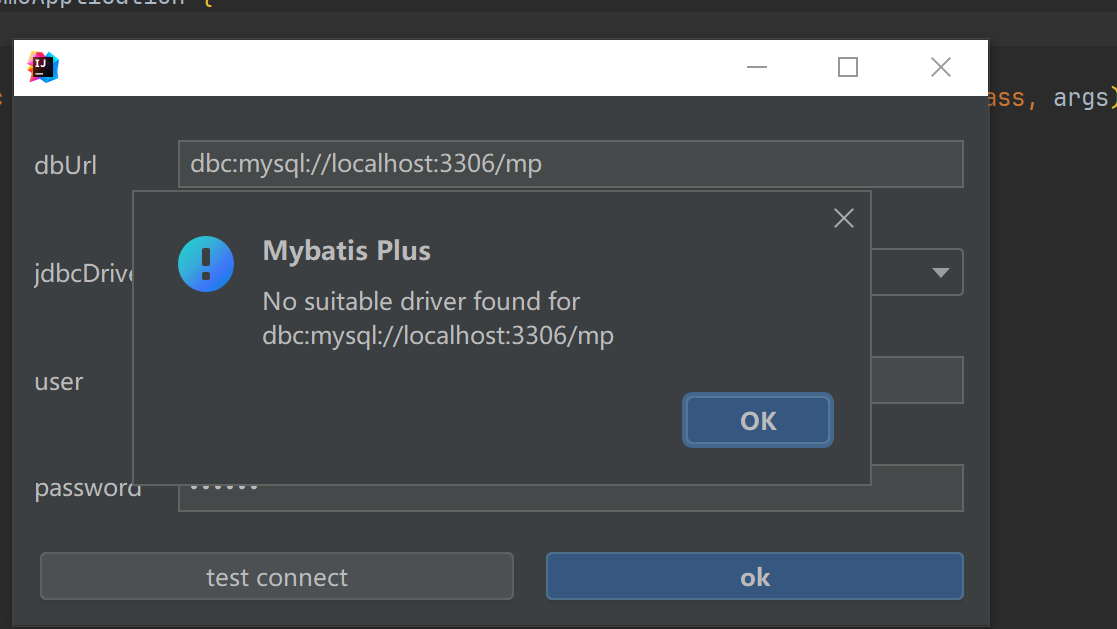 {
ass, args)
dbUrl
dbc:mysql://localhost:3306/mp
Mybatis Plus
No suitable driver found for
dbc:mysql://localhost:3306/mp
jdbcDrive
user
OK
password
••••••
test connect
ok